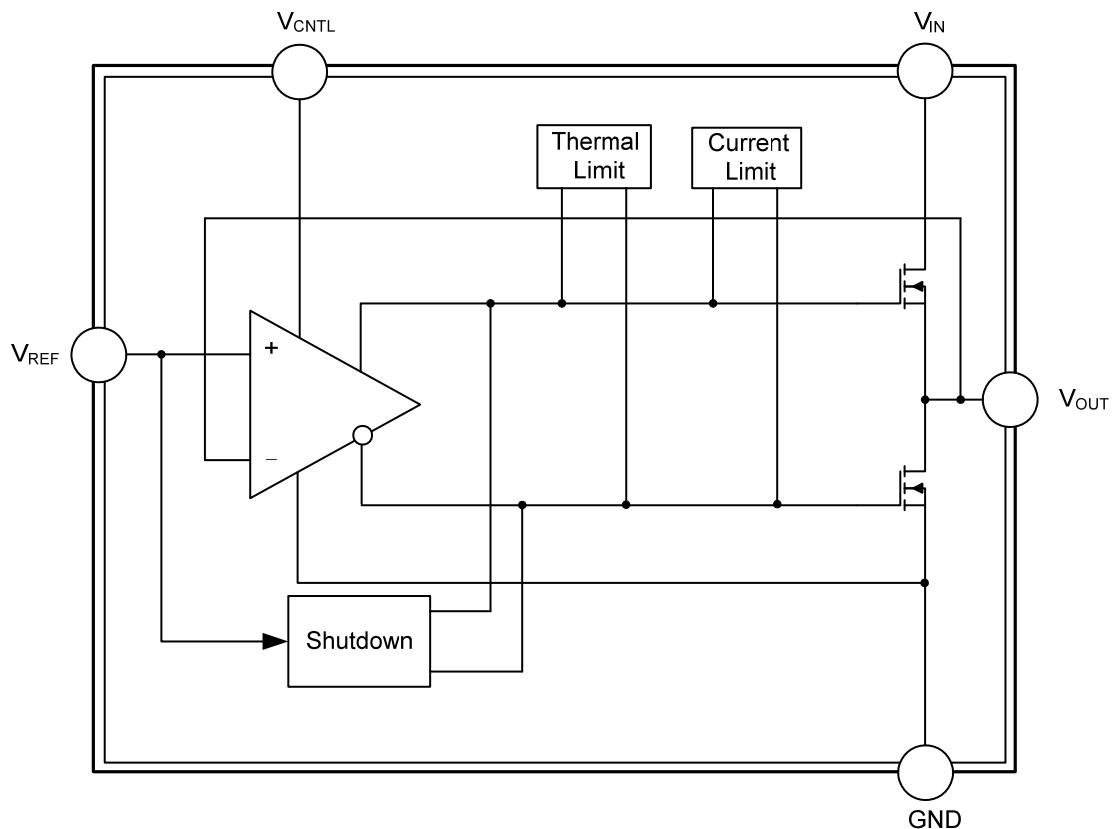 VCNTL
VIN
Thermal
Limit
Current
Limit
VREF
+
−
VOUT
Shutdown
GND